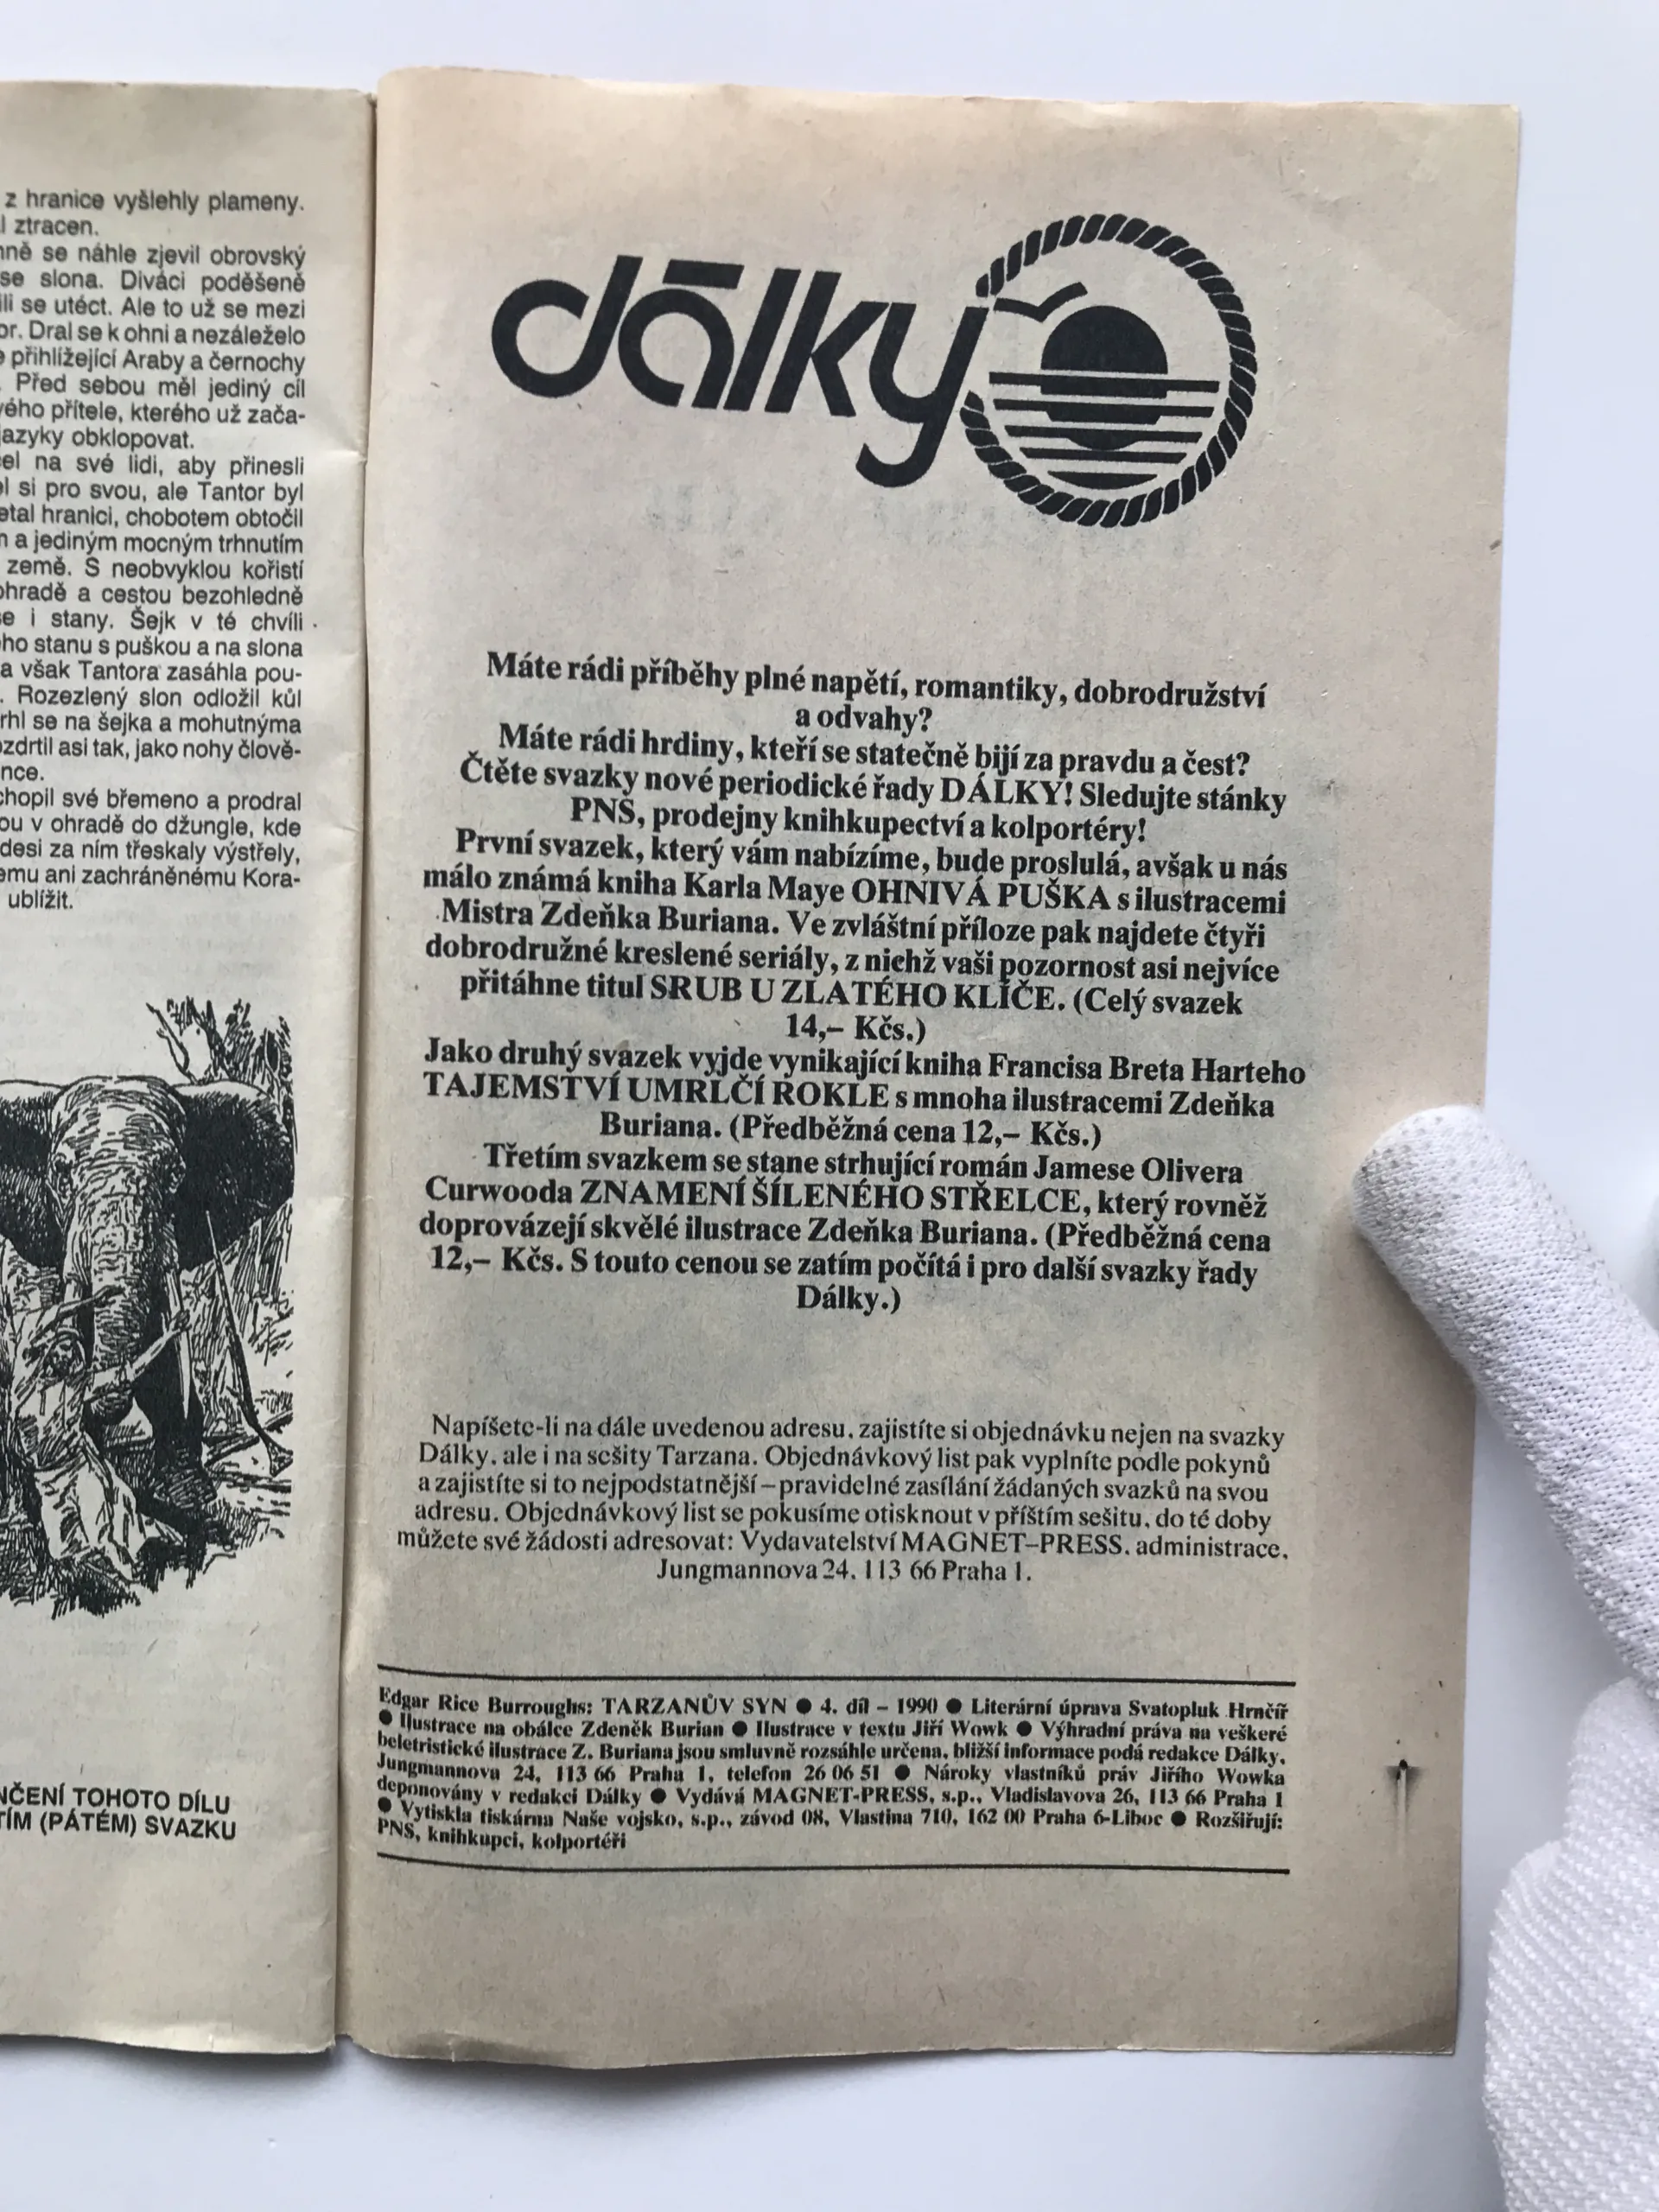 z hranice vyšlehly plameny.
ztracen.
se náhle zjevil obrovský
se slona. Diváci poděšeně
se utéct. Ale to už se mezi
Dral se k ohni a nezáleželo
přihlížející Araby a černochy
Před sebou měl jediný cíl
přítele, kterého už zača-
jazyky obklopovat.
na své lidi, aby přinesli
si pro svou, ale Tantor byl
hranici, chobotem obtočil
a jediným mocným trhnutím
země. S neobvyklou kořistí
ohradě a cestou bezohledně
i stany. Šejk v té chvíli
stanu s puškou a na slona
však Tantora zasáhla pou-
Rozezlený slon odložil kůl
se na šejka a mohutnýma
asi tak, jako nohy člově-
chopil své břemeno a prodral
v ohradě do džungle, kde
za ním třeskaly výstřely,
ani zachráněnému Kora-
ublížit.
TOHOTO DÍLU
(PÁTÉM) SVAZKU
dálky
Máte rádi příběhy plné napětí, romantiky, dobrodružství
a odvahy?
Máte rádi hrdiny, kteří se statečně bijí za pravdu a čest?
Čtěte svazky nové periodické řady DÁLKY! Sledujte stánky
PNS, prodejny knihkupectví a kolportéry!
První svazek, který vám nabízíme, bude proslulá, avšak u nás
málo známá kniha Karla Maye OHNIVÁ PUŠKA s ilustracemi
Mistra Zdeňka Buriana. Ve zvláštní příloze pak najdete čtyři
dobrodružné kreslené seriály, z nichž vaši pozornost asi nejvíce
přitáhne titul SRUB U ZLATÉHO KLÍČE. (Celý svazek
14,– Kčs.)
Jako druhý svazek vyjde vynikající kniha Francisa Breta Harteho
TAJEMSTVÍ UMRLČÍ ROKLE s mnoha ilustracemi Zdeňka
Buriana. (Předběžná cena 12,– Kčs.)
Třetím svazkem se stane strhující román Jamese Olivera
Curwooda ZNAMENÍ ŠÍLENÉHO STŘELCE, který rovněž
doprovázejí skvělé ilustrace Zdeňka Buriana. (Předběžná cena
12,– Kčs. S touto cenou se zatím počítá i pro další svazky řady
Dálky.)
Napíšete-li na dále uvedenou adresu, zajistíte si objednávku nejen na svazky
Dálky, ale i na sešity Tarzana. Objednávkový list pak vyplníte podle pokynů
a zajistíte si to nejpodstatnější – pravidelné zasílání žádaných svazků na svou
adresu. Objednávkový list se pokusíme otisknout v příštím sešitu, do té doby
můžete své žádosti adresovat: Vydavatelství MAGNET–PRESS, administrace,
Jungmannova 24, 113 66 Praha 1.
Edgar Rice Burroughs: TARZANŮV SYN ● 4. díl – 1990 ● Literární úprava Svatopluk Hrnčíř
● Ilustrace na obálce Zdeněk Burian ● Ilustrace v textu Jiří Wowk ● Výhradní práva na veškeré
beletristické ilustrace Z. Buriana jsou smluvně rozsáhle určena, bližší informace podá redakce Dálky,
Jungmannova 24, 113 66 Praha 1, telefon 26 06 51 ● Nároky vlastníků práv Jiřího Wowka
deponovány v redakci Dálky ● Vydává MAGNET-PRESS, s.p., Vladislavova 26, 113 66 Praha 1
● Vytiskla tiskárna Naše vojsko, s.p., závod 08, Vlastina 710, 162 00 Praha 6-Liboc ● Rozšiřují:
PNS, knihkupci, kolportéři